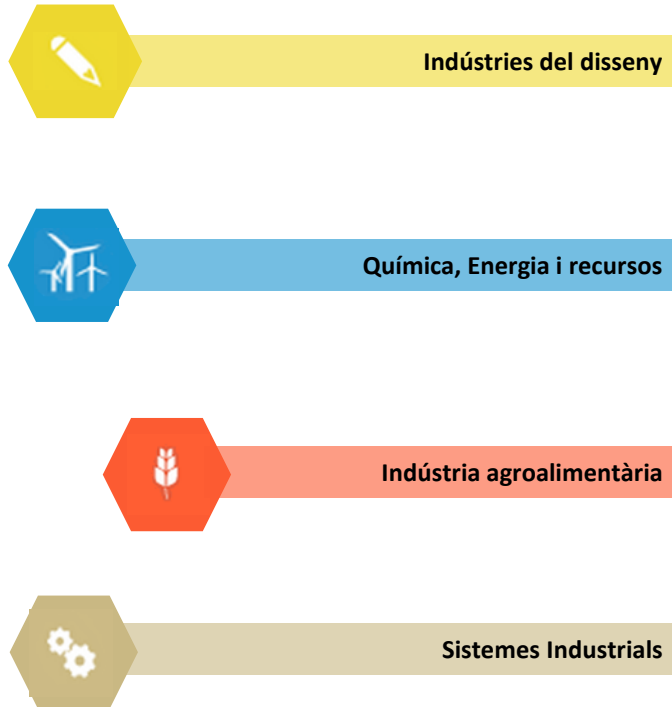 Indústries del disseny
Química, Energia i recursos
Indústria agroalimentària
Sistemes Industrials